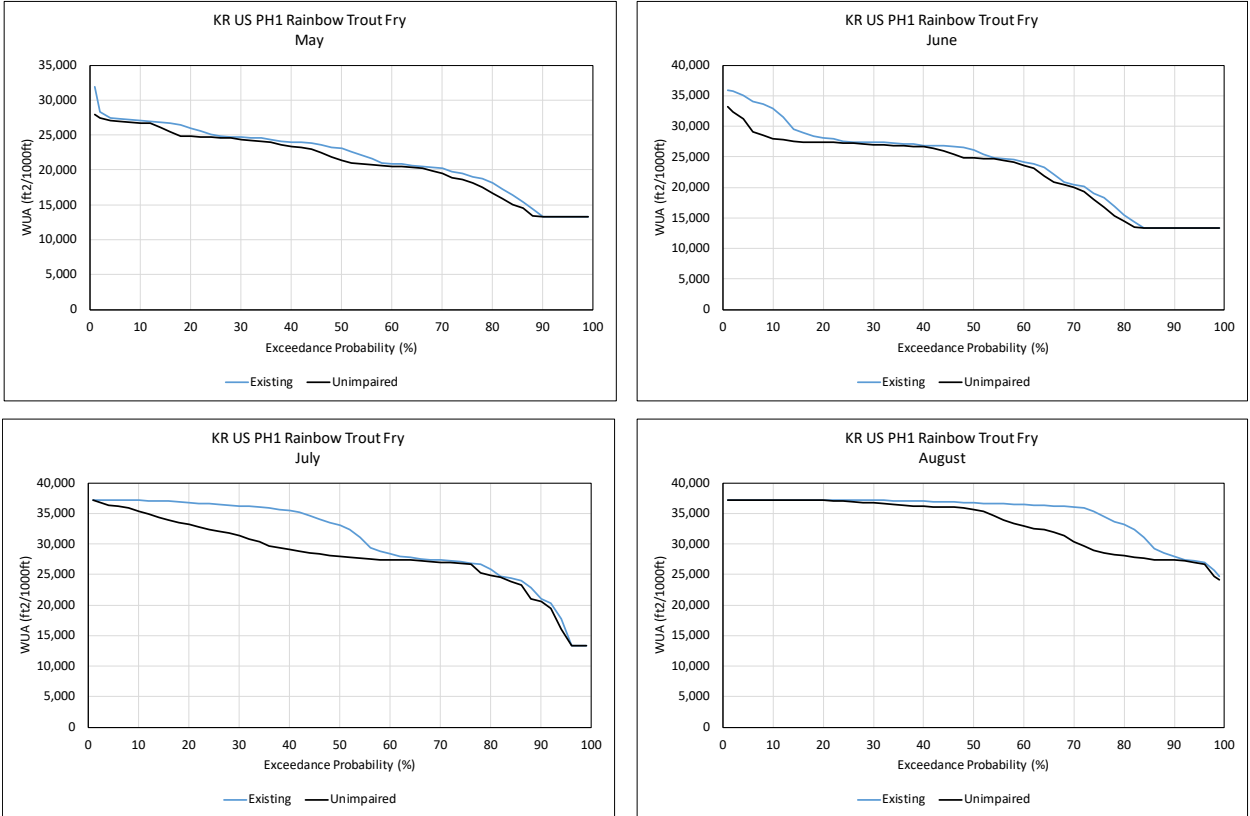 KR US PH1 Rainbow Trout Fry
May
WUA (ft2/1000ft)
35,000
30,000
25,000
20,000
15,000
10,000
5,000
0
0 10 20 30 40 50 60 70 80 90 100
Exceedance Probability (%)
Existing Unimpaired
KR US PH1 Rainbow Trout Fry
June
WUA (ft2/1000ft)
40,000
35,000
30,000
25,000
20,000
15,000
10,000
5,000
0
0 10 20 30 40 50 60 70 80 90 100
Exceedance Probability (%)
Existing Unimpaired
KR US PH1 Rainbow Trout Fry
July
WUA (ft2/1000ft)
40,000
35,000
30,000
25,000
20,000
15,000
10,000
5,000
0
0 10 20 30 40 50 60 70 80 90 100
Exceedance Probability (%)
Existing Unimpaired
KR US PH1 Rainbow Trout Fry
August
WUA (ft2/1000ft)
40,000
35,000
30,000
25,000
20,000
15,000
10,000
5,000
0
0 10 20 30 40 50 60 70 80 90 100
Exceedance Probability (%)
Existing Unimpaired